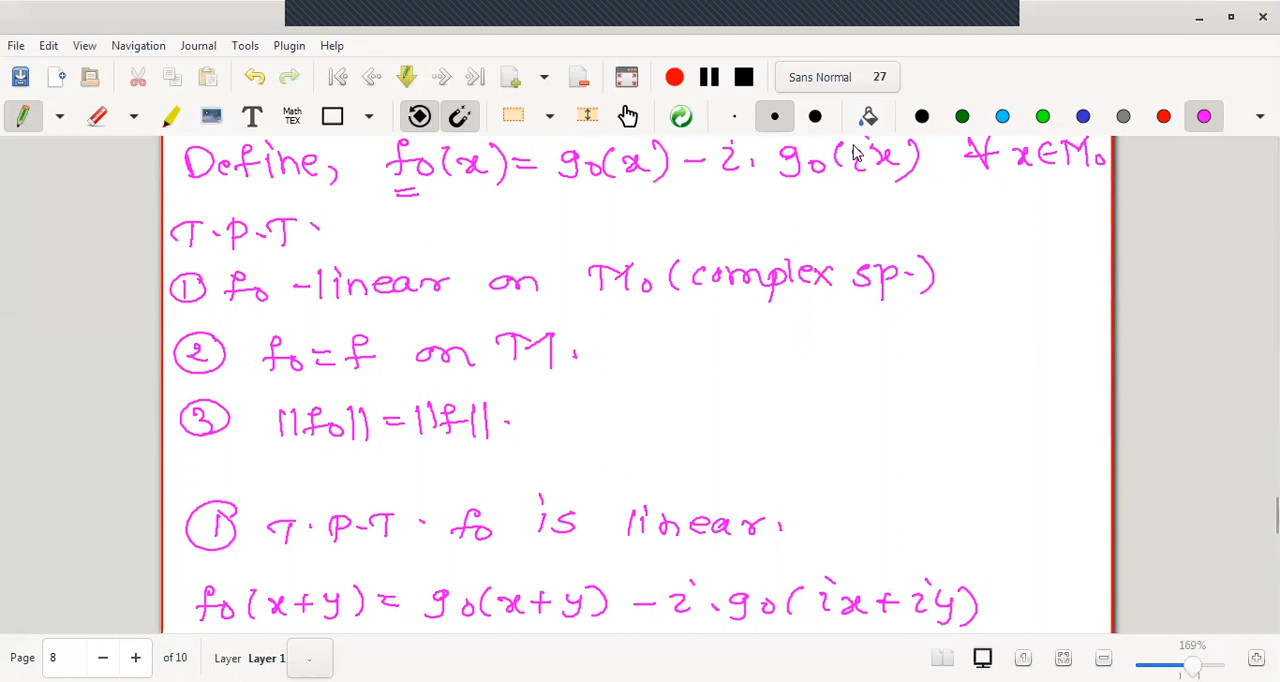 File Edit View Navigation Journal Tools Plugin Help
Sans Normal 27
T Math TEX
Define, f₀(x) = g₀(x) - i. g₀(ix) ∀ x∈M₀
T.P.T.
① f₀ -linear on M₀ (complex sp.)
② f₀ = f on M.
③ ||f₀|| = ||f||.
① T.P.T. f₀ is linear.
f₀(x+y) = g₀(x+y) - i.g₀(ix+iy)
Page 8 of 10 Layer Layer 1 169%